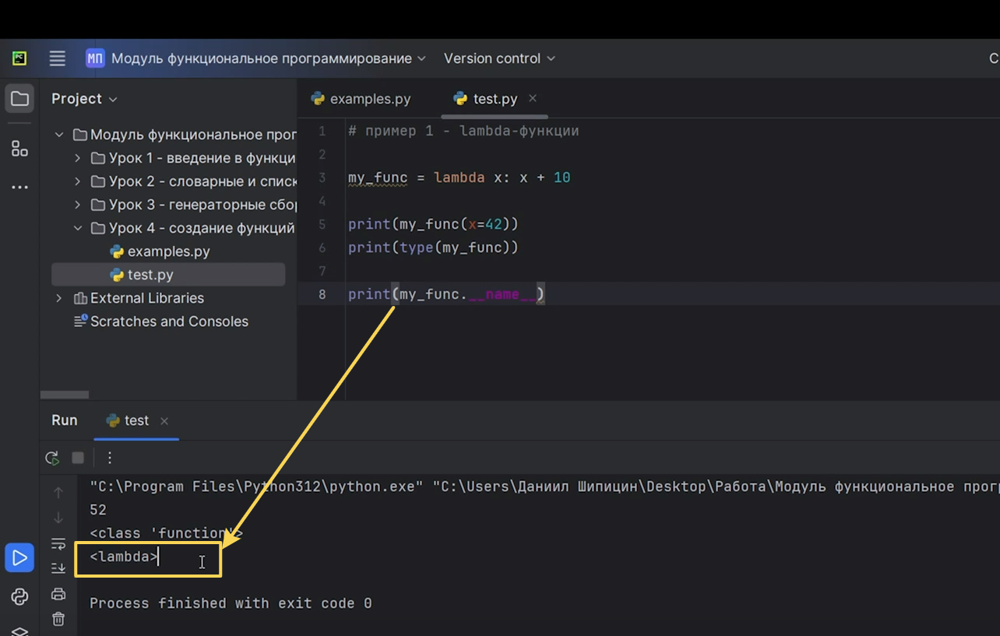 PC
МП Модуль функциональное программирование Version control C
Project
examples.py test.py
Модуль функциональное прог
Урок 1 - введение в функци
Урок 2 - словарные и списк
Урок 3 - генераторные сбор
Урок 4 - создание функций
examples.py
test.py
External Libraries
Scratches and Consoles
1 # пример 1 - lambda-функции
2
3 my_func = lambda x: x + 10
4
5 print(my_func(x=42))
6 print(type(my_func))
7
8 print(my_func.__name__)
Run test
"C:\Program Files\Python312\python.exe" "C:\Users\Даниил Шипицин\Desktop\Работа\Модуль функциональное прогр
52
<class 'function'>
<lambda>
Process finished with exit code 0